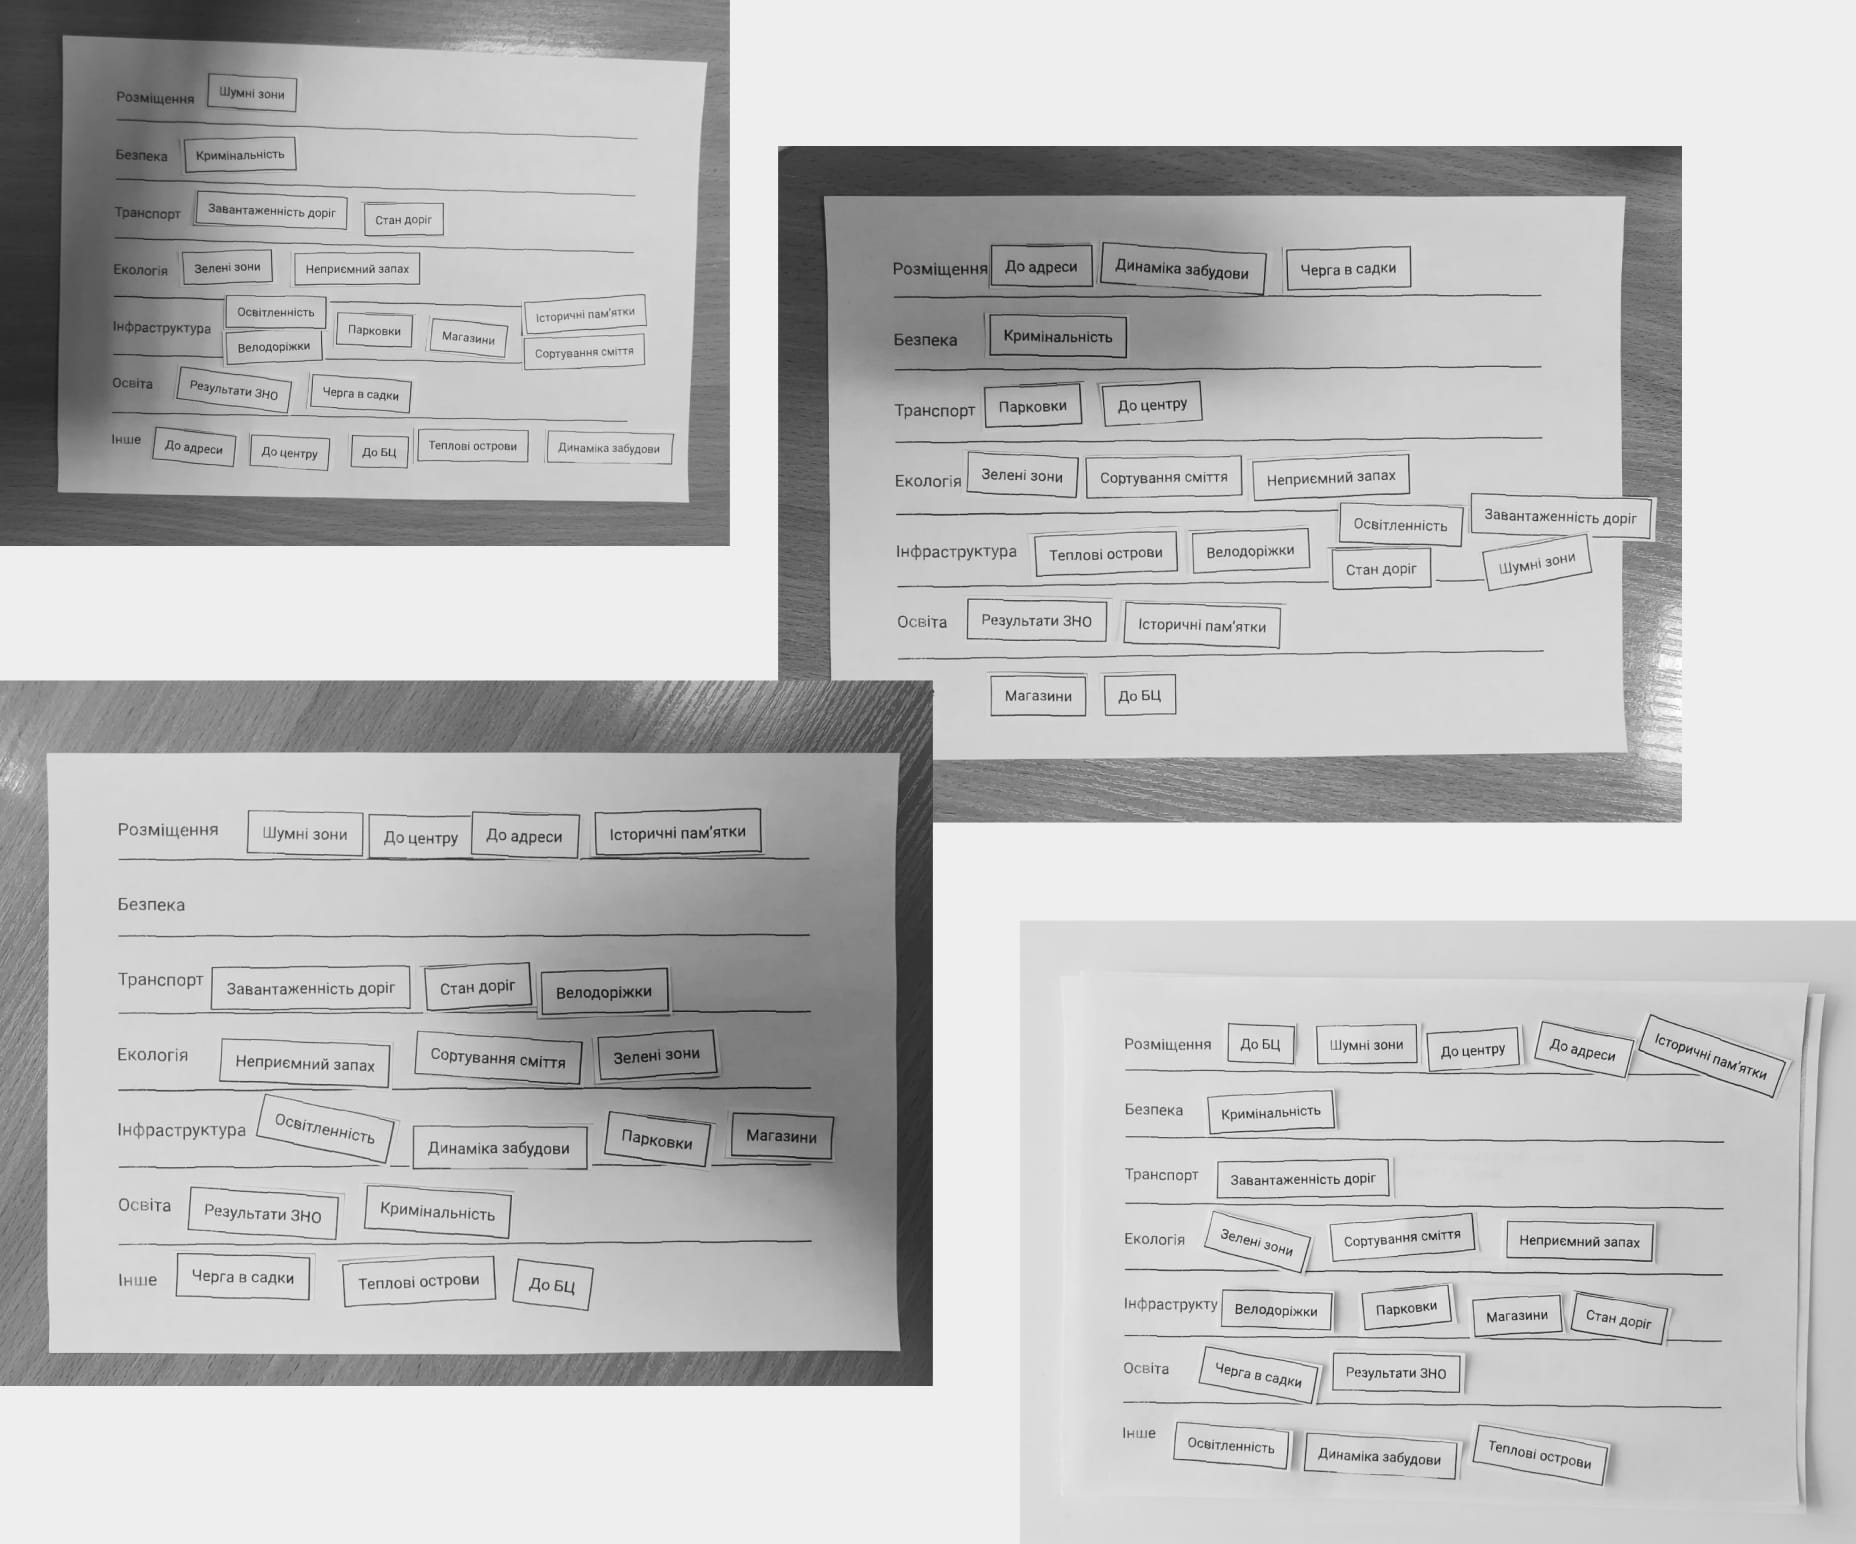 Розміщення Шумні зони
Безпека Кримінальність
Транспорт Завантаженність доріг Стан доріг
Екологія Зелені зони Неприємний запах
Інфраструктура Освітленність Парковки Магазини Історичні пам'ятки
Велодоріжки Сортування сміття
Освіта Результати ЗНО Черга в садки
Інше До адреси До центру До БЦ Теплові острови Динаміка забудови
Розміщення До адреси Динаміка забудови Черга в садки
Безпека Кримінальність
Транспорт Парковки До центру
Екологія Зелені зони Сортування сміття Неприємний запах
Освітленність Завантаженність доріг
Інфраструктура Теплові острови Велодоріжки Стан доріг Шумні зони
Освіта Результати ЗНО Історичні пам'ятки
Магазини До БЦ
Розміщення Шумні зони До центру До адреси Історичні пам'ятки
Безпека
Транспорт Завантаженність доріг Стан доріг Велодоріжки
Екологія Неприємний запах Сортування сміття Зелені зони
Інфраструктура Освітленність Динаміка забудови Парковки Магазини
Освіта Результати ЗНО Кримінальність
Інше Черга в садки Теплові острови До БЦ
Розміщення До БЦ Шумні зони До центру До адреси Історичні пам'ятки
Безпека Кримінальність
Транспорт Завантаженність доріг
Екологія Зелені зони Сортування сміття Неприємний запах
Інфраструкту Велодоріжки Парковки Магазини Стан доріг
Освіта Черга в садки Результати ЗНО
Інше Освітленність Динаміка забудови Теплові острови